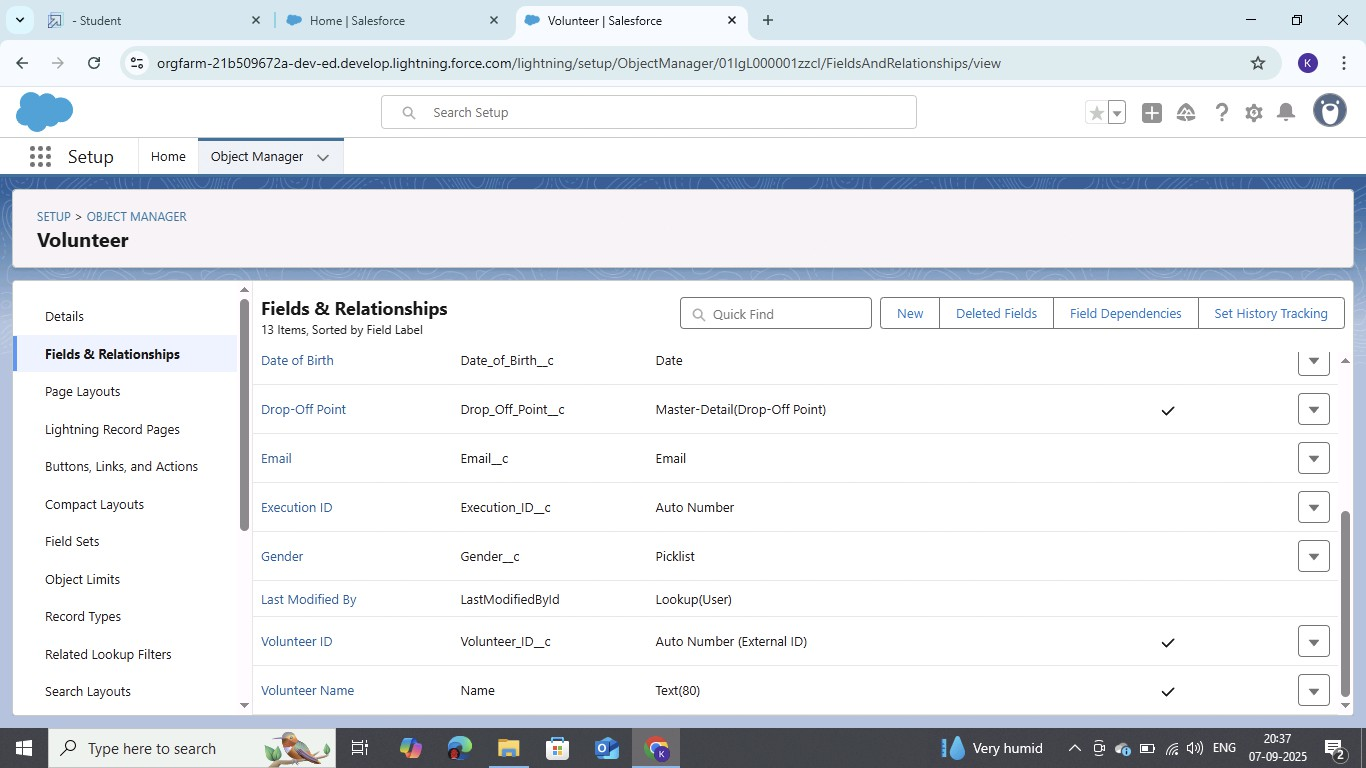 - Student
Home | Salesforce
Volunteer | Salesforce
orgfarm-21b509672a-dev-ed.develop.lightning.force.com/lightning/setup/ObjectManager/01IgL000001zzcl/FieldsAndRelationships/view
K
Search Setup
Setup
Home
Object Manager
SETUP > OBJECT MANAGER
Volunteer
Details
Fields & Relationships
Page Layouts
Lightning Record Pages
Buttons, Links, and Actions
Compact Layouts
Field Sets
Object Limits
Record Types
Related Lookup Filters
Search Layouts
Fields & Relationships
13 Items, Sorted by Field Label
Quick Find
New
Deleted Fields
Field Dependencies
Set History Tracking
Date of Birth Date_of_Birth__c Date
Drop-Off Point Drop_Off_Point__c Master-Detail(Drop-Off Point)
Email Email__c Email
Execution ID Execution_ID__c Auto Number
Gender Gender__c Picklist
Last Modified By LastModifiedById Lookup(User)
Volunteer ID Volunteer_ID__c Auto Number (External ID)
Volunteer Name Name Text(80)
Type here to search
K
Very humid
ENG
20:37
07-09-2025
2